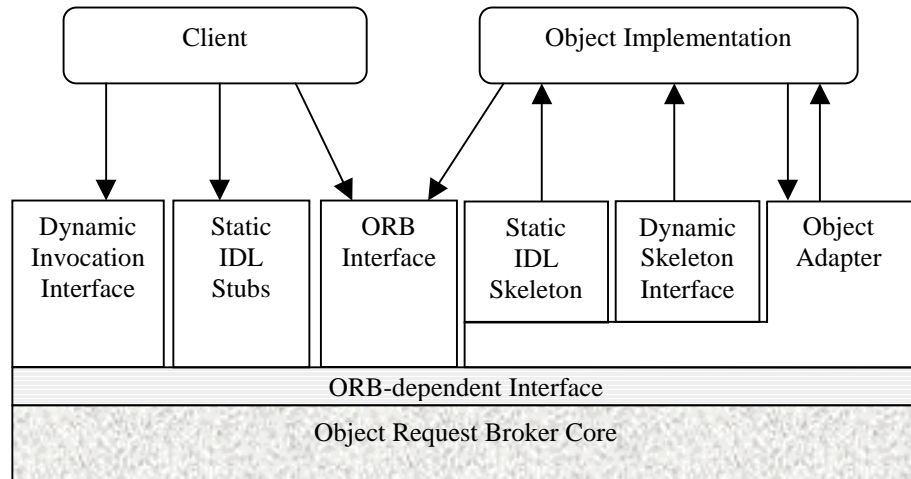 Client
Object Implementation
Dynamic
Invocation
Interface
Static
IDL
Stubs
ORB
Interface
Static
IDL
Skeleton
Dynamic
Skeleton
Interface
Object
Adapter
ORB-dependent Interface
Object Request Broker Core